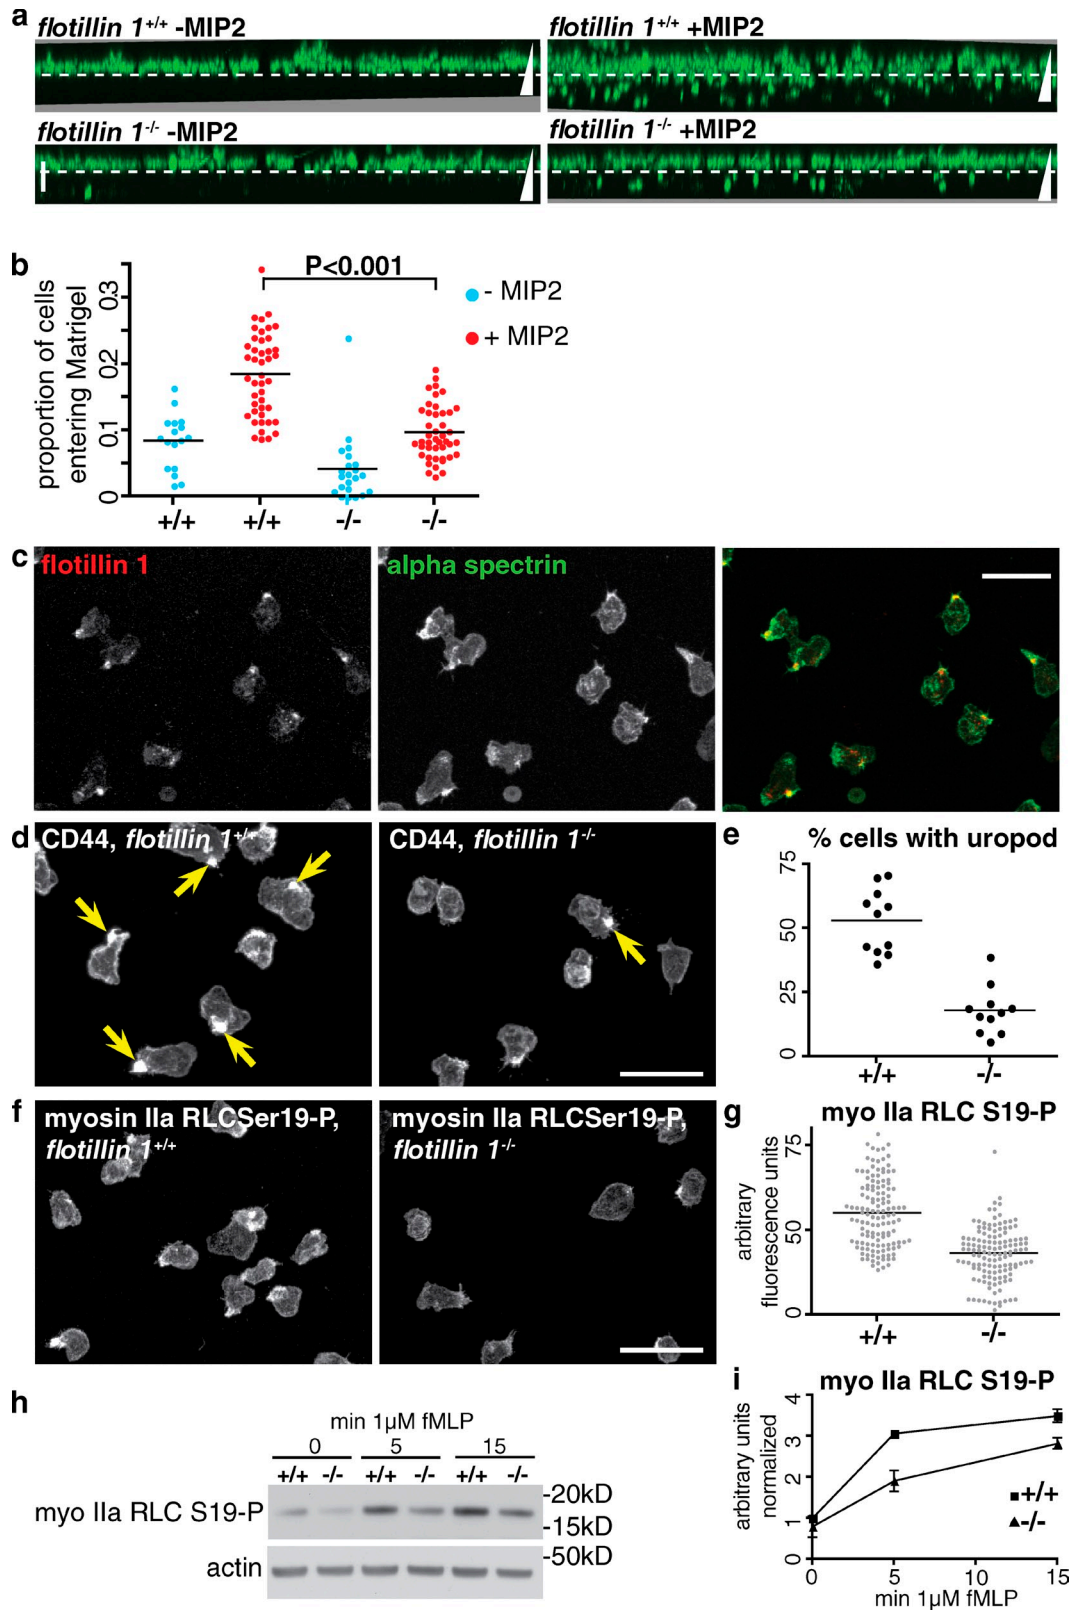 a
flotillin 1+/+ -MIP2
flotillin 1+/+ +MIP2
flotillin 1-/- -MIP2
flotillin 1-/- +MIP2
b
proportion of cells
entering Matrigel
0.3
0.2
0.1
0
P<0.001
- MIP2
+ MIP2
+/+ +/+ -/- -/-
c
flotillin 1
alpha spectrin
d
CD44, flotillin 1+/+
CD44, flotillin 1-/-
e
% cells with uropod
75
50
25
0
+/+ -/-
f
myosin IIa RLCSer19-P,
flotillin 1+/+
myosin IIa RLCSer19-P,
flotillin 1-/-
g
myo IIa RLC S19-P
arbitrary
fluorescence units
75
50
0
+/+ -/-
h
min 1µM fMLP
0 5 15
+/+ -/- +/+ -/- +/+ -/-
myo IIa RLC S19-P
-20kD
-15kD
actin
-50kD
i
myo IIa RLC S19-P
arbitrary units
normalized
4
3
2
1
0
+/+
-/-
0 5 10 15
min 1µM fMLP